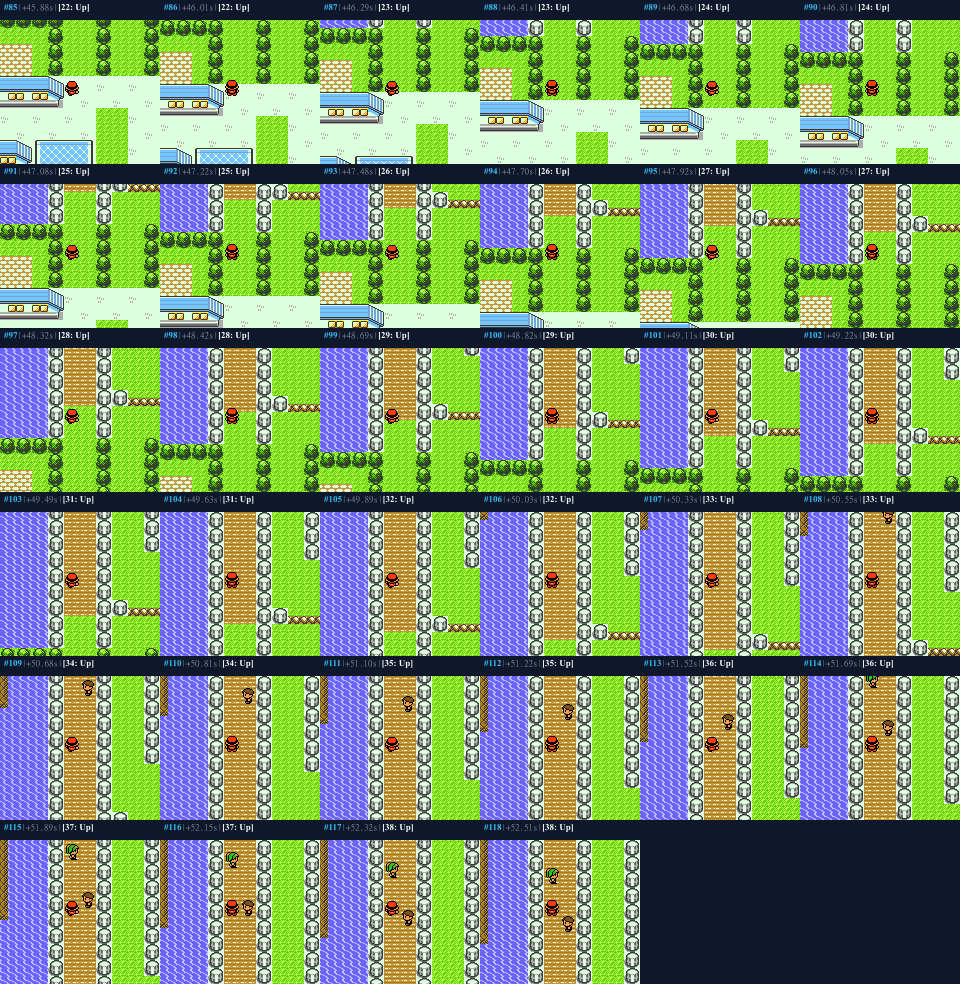 #85|+45.88s| [22: Up] #86|+46.01s| [22: Up] #87|+46.29s| [23: Up] #88|+46.41s| [23: Up] #89|+46.68s| [24: Up] #90|+46.81s| [24: Up]
#91|+47.08s| [25: Up] #92|+47.22s| [25: Up] #93|+47.48s| [26: Up] #94|+47.70s| [26: Up] #95|+47.92s| [27: Up] #96|+48.05s| [27: Up]
#97|+48.32s| [28: Up] #98|+48.42s| [28: Up] #99|+48.69s| [29: Up] #100|+48.82s| [29: Up] #101|+49.11s| [30: Up] #102|+49.22s| [30: Up]
#103|+49.49s| [31: Up] #104|+49.63s| [31: Up] #105|+49.89s| [32: Up] #106|+50.03s| [32: Up] #107|+50.33s| [33: Up] #108|+50.55s| [33: Up]
#109|+50.68s| [34: Up] #110|+50.81s| [34: Up] #111|+51.10s| [35: Up] #112|+51.22s| [35: Up] #113|+51.52s| [36: Up] #114|+51.69s| [36: Up]
#115|+51.89s| [37: Up] #116|+52.15s| [37: Up] #117|+52.32s| [38: Up] #118|+52.51s| [38: Up]